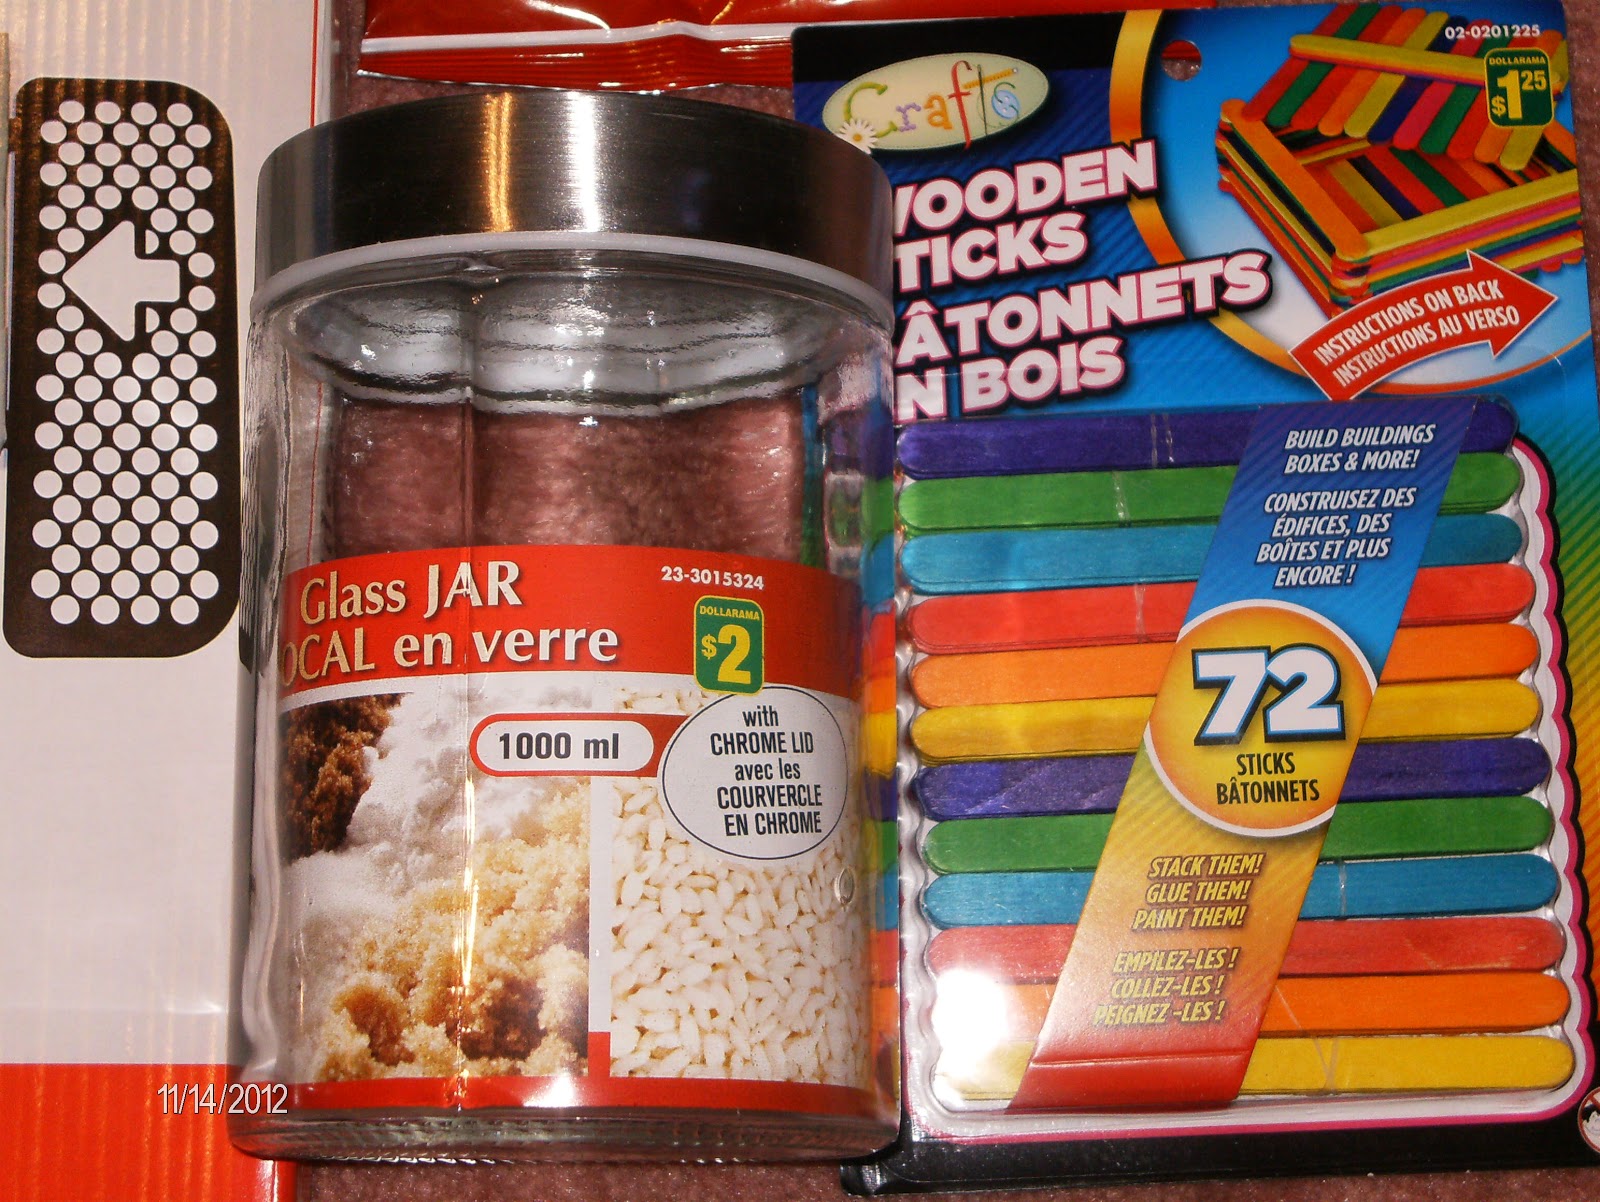 Glass JAR
OCAL en verre
23-3015324
DOLLARAMA
$2
1000 ml
with
CHROME LID
avec les
COURVERCLE
EN CHROME
11/14/2012
Crafts
02-0201225
DOLLARAMA
$1 25
WOODEN
STICKS
BÂTONNETS
EN BOIS
INSTRUCTIONS ON BACK
INSTRUCTIONS AU VERSO
BUILD BUILDINGS
BOXES & MORE!
CONSTRUISEZ DES
ÉDIFICES, DES
BOÎTES ET PLUS
ENCORE !
72
STICKS
BÂTONNETS
STACK THEM!
GLUE THEM!
PAINT THEM!
EMPILEZ-LES !
COLLEZ-LES !
PEIGNEZ -LES !